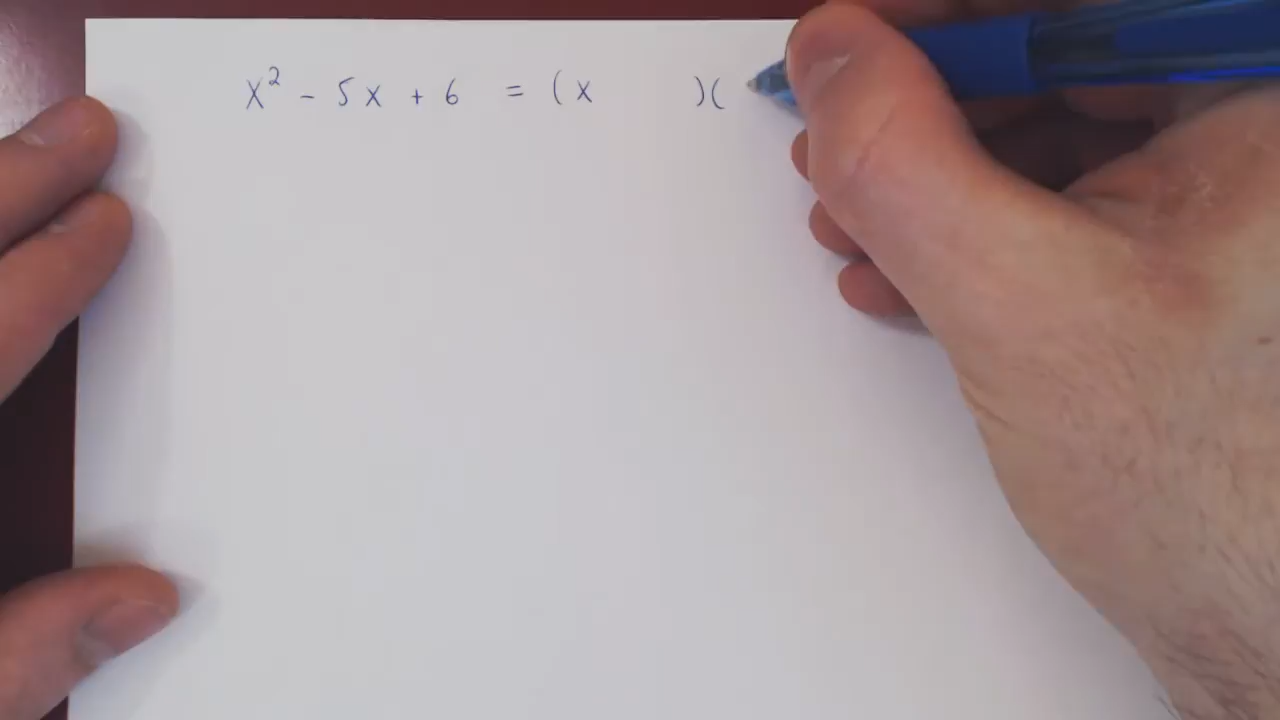 x² - 5x + 6 = (x )(